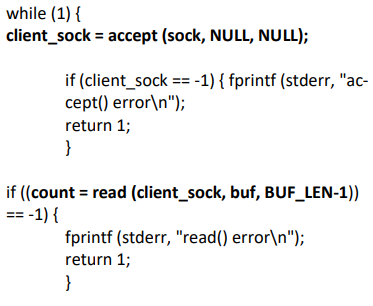 while (1) {
client_sock = accept (sock, NULL, NULL);
if (client_sock == -1) { fprintf (stderr, "ac-
cept() error\n");
return 1;
}
if ((count = read (client_sock, buf, BUF_LEN-1))
== -1) {
fprintf (stderr, "read() error\n");
return 1;
}